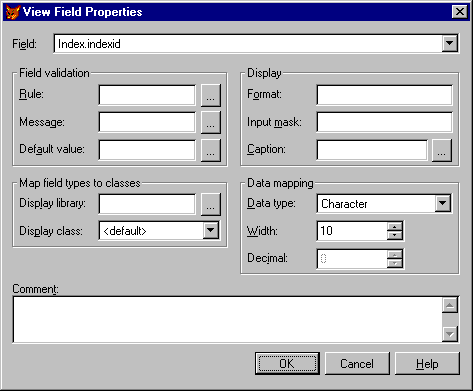 View Field Properties
Field: Index.indexid
Field validation
Rule: ...
Message: ...
Default value: ...
Display
Format:
Input mask:
Caption: ...
Map field types to classes
Display library: ...
Display class: <default>
Data mapping
Data type: Character
Width: 10
Decimal: 0
Comment:
OK Cancel Help